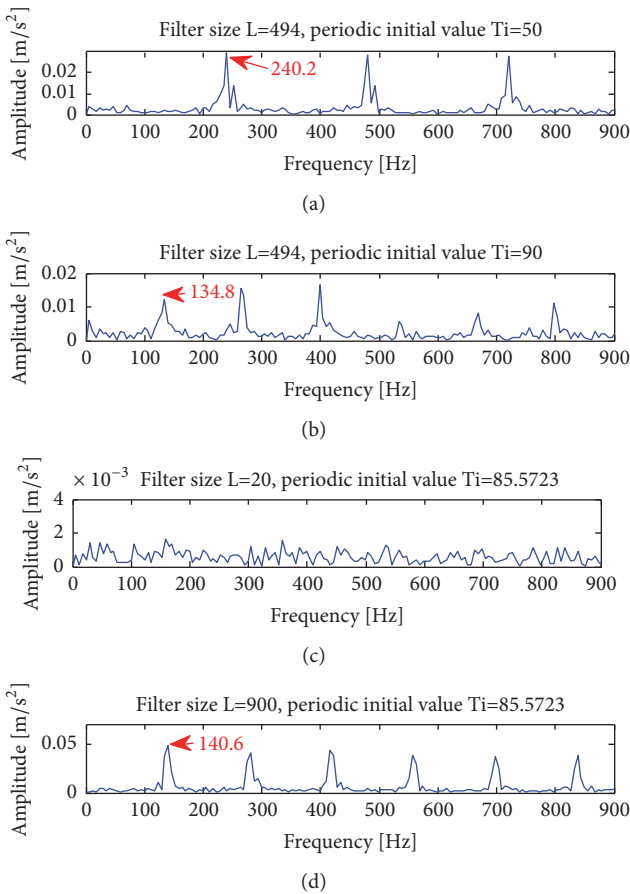 Filter size L=494, periodic initial value Ti=50
Amplitude [m/s²]
0.02
0.01
0
240.2
0 100 200 300 400 500 600 700 800 900
Frequency [Hz]
(a)
Filter size L=494, periodic initial value Ti=90
Amplitude [m/s²]
0.02
0.01
0
134.8
0 100 200 300 400 500 600 700 800 900
Frequency [Hz]
(b)
× 10⁻³ Filter size L=20, periodic initial value Ti=85.5723
Amplitude [m/s²]
4
2
0
0 100 200 300 400 500 600 700 800 900
Frequency [Hz]
(c)
Filter size L=900, periodic initial value Ti=85.5723
Amplitude [m/s²]
0.05
0
140.6
0 100 200 300 400 500 600 700 800 900
Frequency [Hz]
(d)